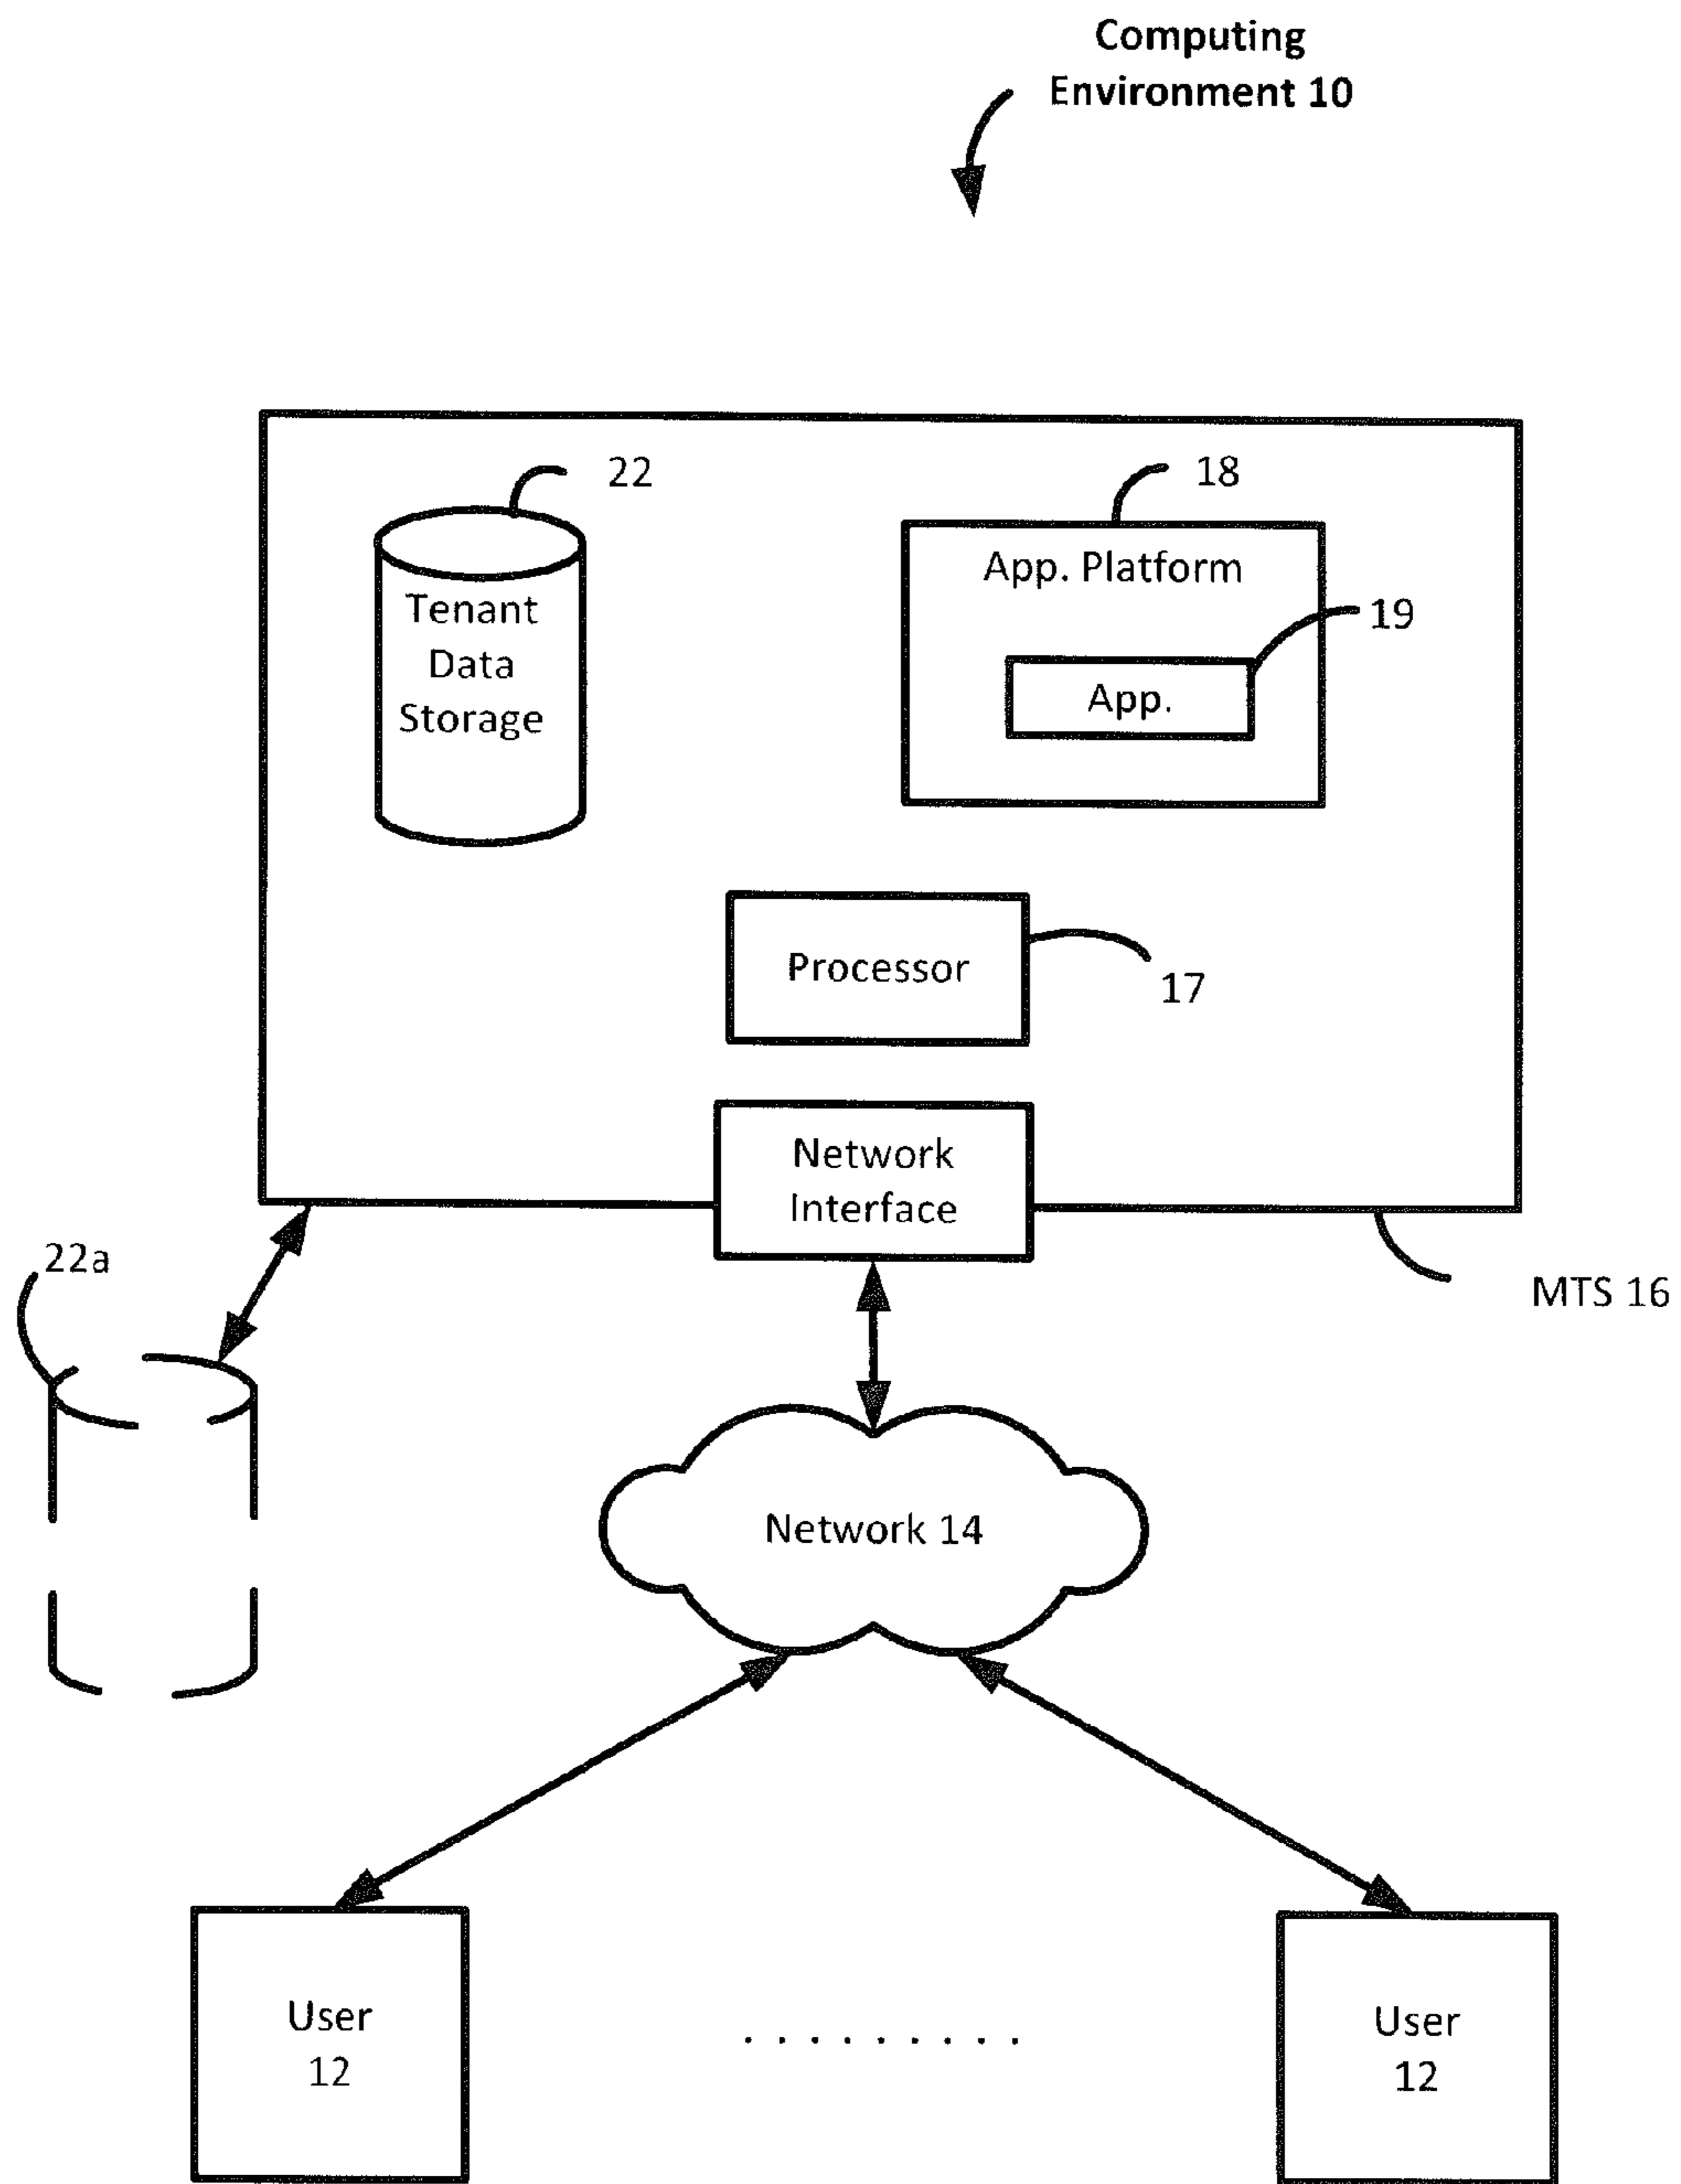 Computing
Environment 10
22
18
App. Platform
Tenant
Data
Storage
19
App.
Processor
17
Network
Interface
22a
MTS 16
Network 14
User
12
. . . . . . . . .
User
12